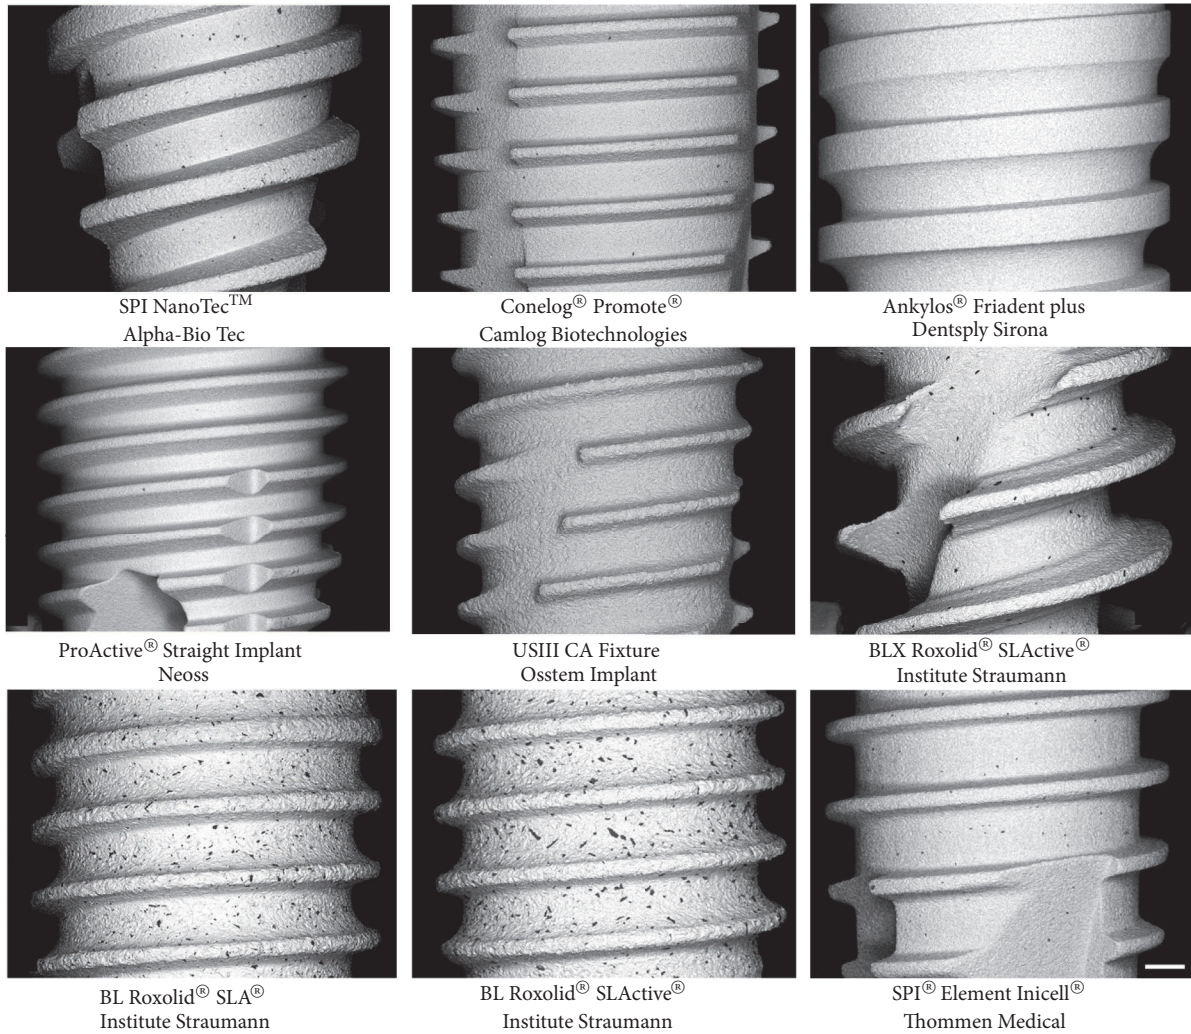 SPI NanoTec™
Alpha-Bio Tec
Conelog® Promote®
Camlog Biotechnologies
Ankylos® Friadent plus
Dentsply Sirona
ProActive® Straight Implant
Neoss
USIII CA Fixture
Osstem Implant
BLX Roxolid® SLActive®
Institute Straumann
BL Roxolid® SLA®
Institute Straumann
BL Roxolid® SLActive®
Institute Straumann
SPI® Element Inicell®
Thommen Medical